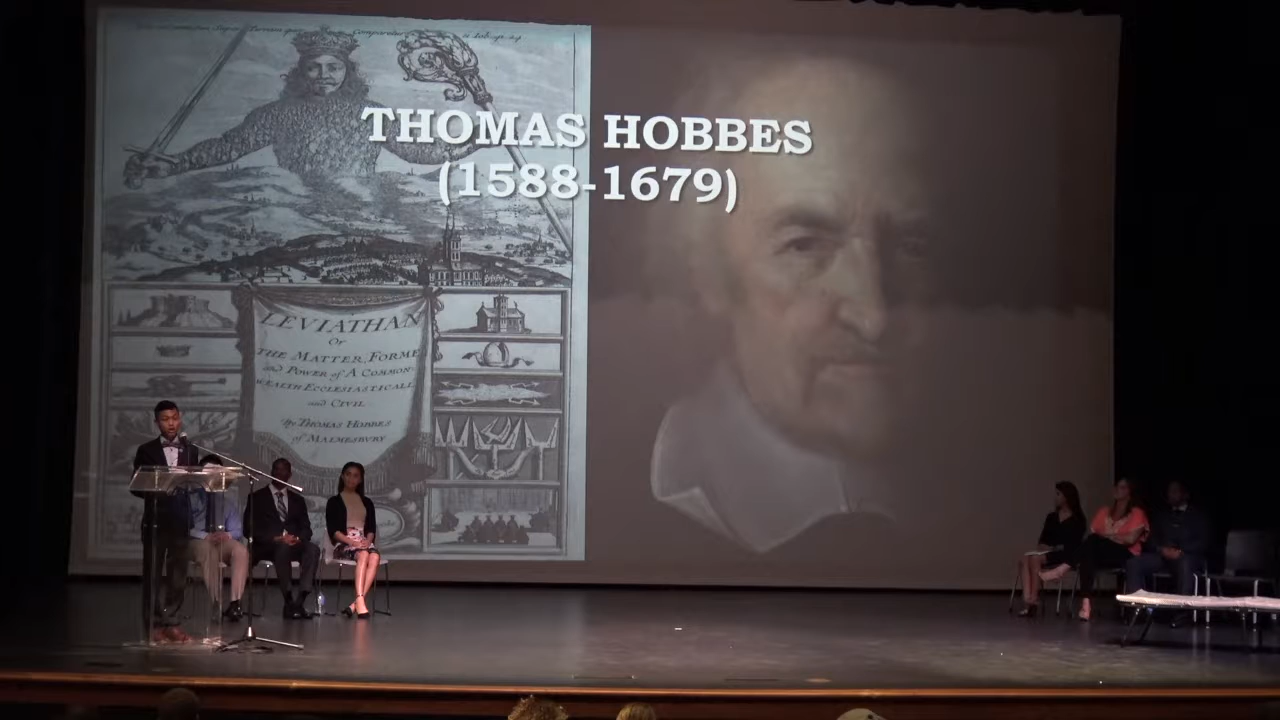 THOMAS HOBBES
(1588-1679)
LEVIATHAN
Or
THE MATTER, FORME
and POWER of A COMMON
WEALTH ECCLESIASTICALL
and CIVIL
By THOMAS HOBBES
of MALMESBURY